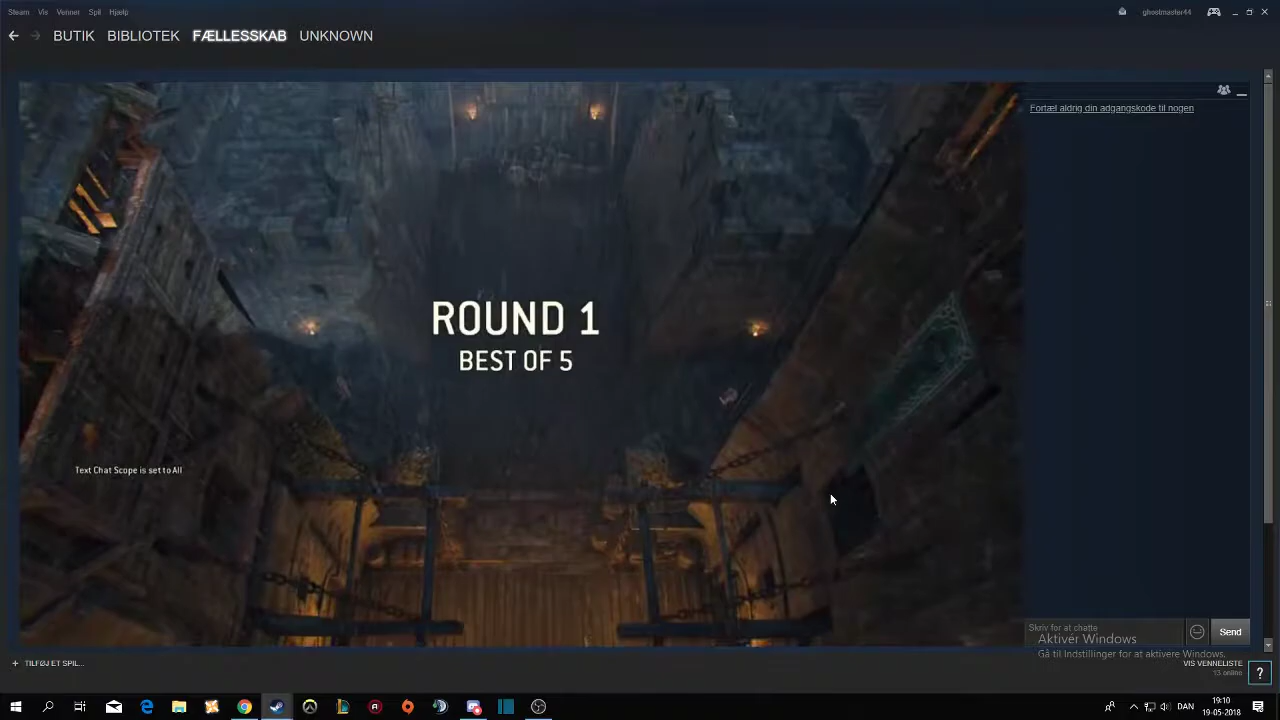 Steam Vis Venner Spil Hjælp
ghostmaster44
BUTIK BIBLIOTEK FÆLLESSKAB UNKNOWN
Fortæl aldrig din adgangskode til nogen
ROUND 1
BEST OF 5
Text Chat Scope is set to All
Skriv for at chatte
Send
Aktivér Windows
Gå til Indstillinger for at aktivere Windows.
+ TILFØJ ET SPIL...
VIS VENNELISTE
13 online
?
19:10
DAN
19-05-2018